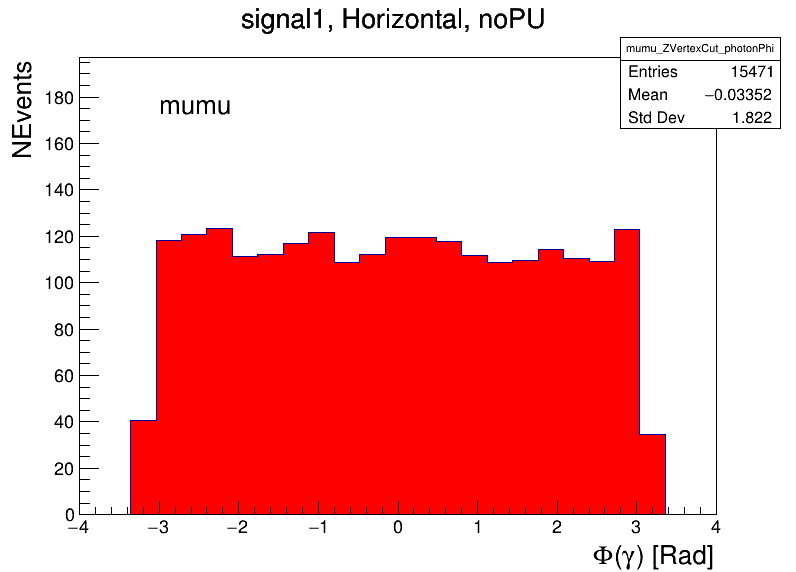 signal1, Horizontal, noPU
mumu_ZVertexCut_photonPhi
Entries 15471
Mean −0.03352
Std Dev 1.822
NEvents
mumu
180
160
140
120
100
80
60
40
20
0
−4 −3 −2 −1 0 1 2 3 4
Φ(γ) [Rad]